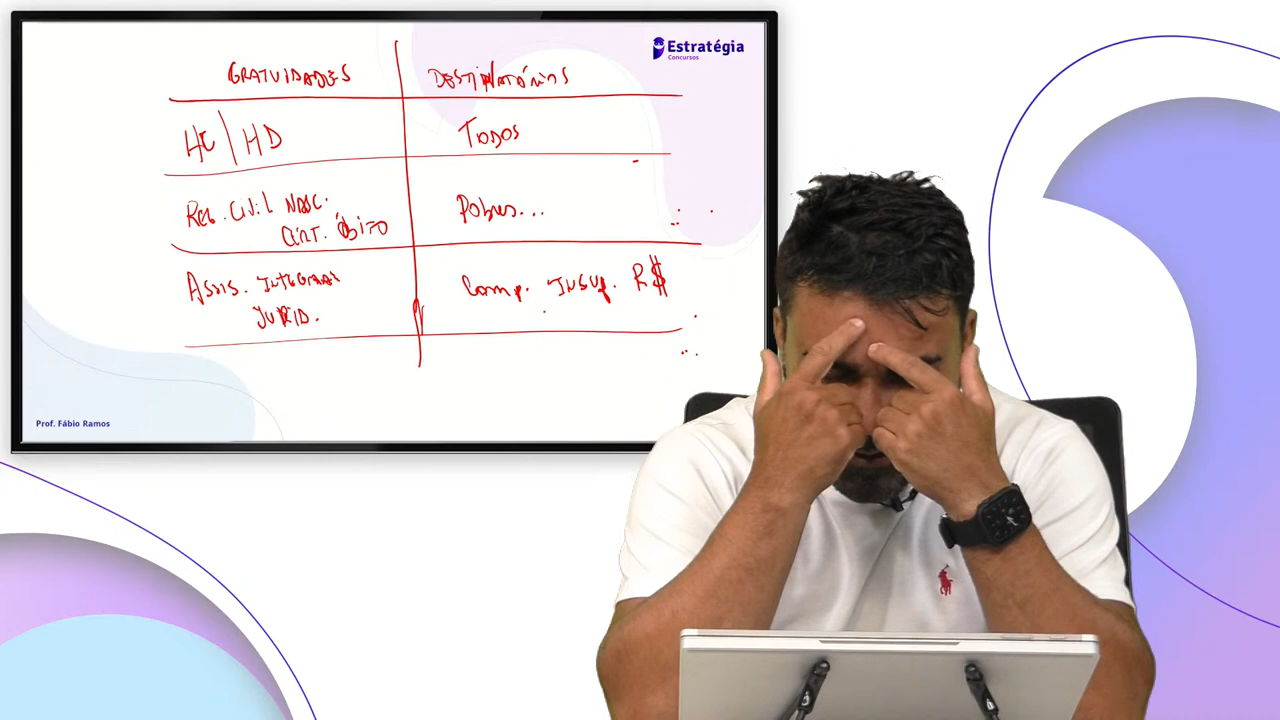 Estratégia
Concursos
GRATUIDADES DESTINATÁRIOS
HC | HD TODOS
REG. CIVIL NASC. Pobres...
CERT. ÓBITO
ASSIS. INTEGRAL Comp. INSUF. R$
JURID.
Prof. Fábio Ramos